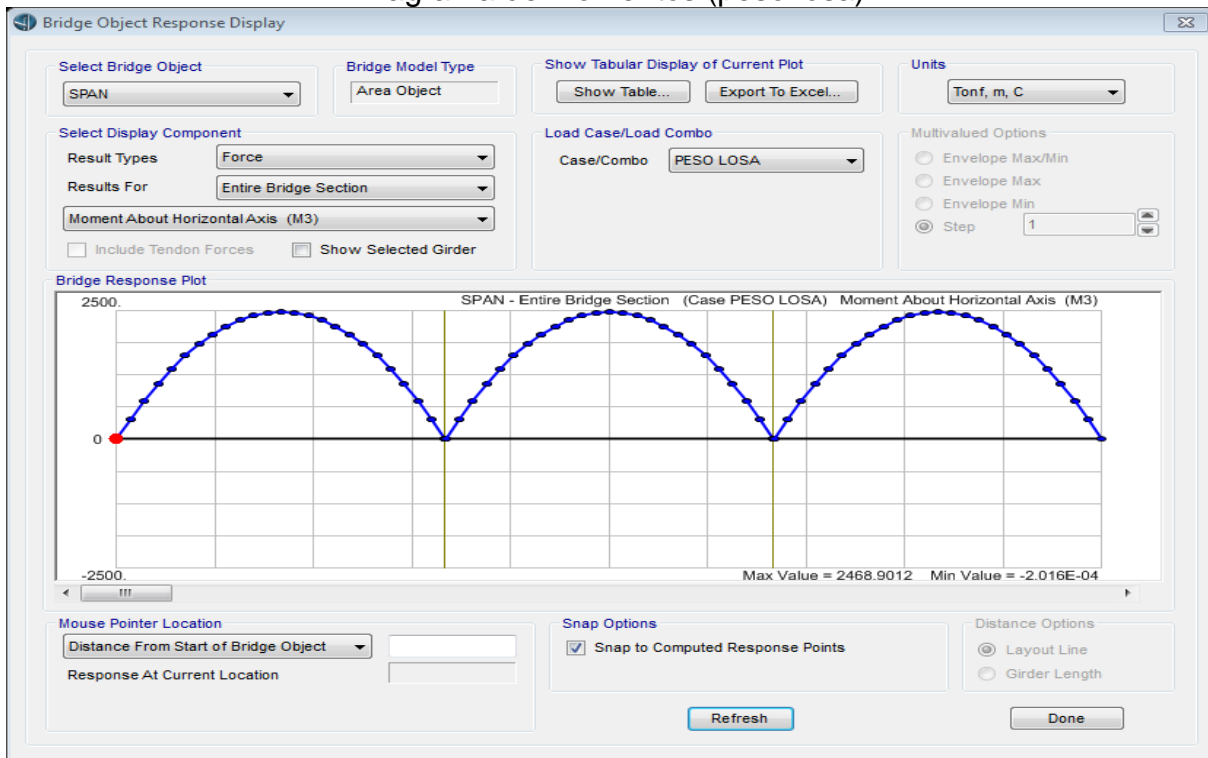 Bridge Object Response Display
Select Bridge Object
SPAN
Bridge Model Type
Area Object
Show Tabular Display of Current Plot
Show Table...
Export To Excel...
Units
Tonf, m, C
Select Display Component
Result Types
Force
Results For
Entire Bridge Section
Moment About Horizontal Axis (M3)
Include Tendon Forces
Show Selected Girder
Load Case/Load Combo
Case/Combo
PESO LOSA
Multivalued Options
Envelope Max/Min
Envelope Max
Envelope Min
Step
1
Bridge Response Plot
2500.
SPAN - Entire Bridge Section (Case PESO LOSA) Moment About Horizontal Axis (M3)
0
-2500.
Max Value = 2468.9012 Min Value = -2.016E-04
Mouse Pointer Location
Distance From Start of Bridge Object
Response At Current Location
Snap Options
Snap to Computed Response Points
Distance Options
Layout Line
Girder Length
Refresh
Done